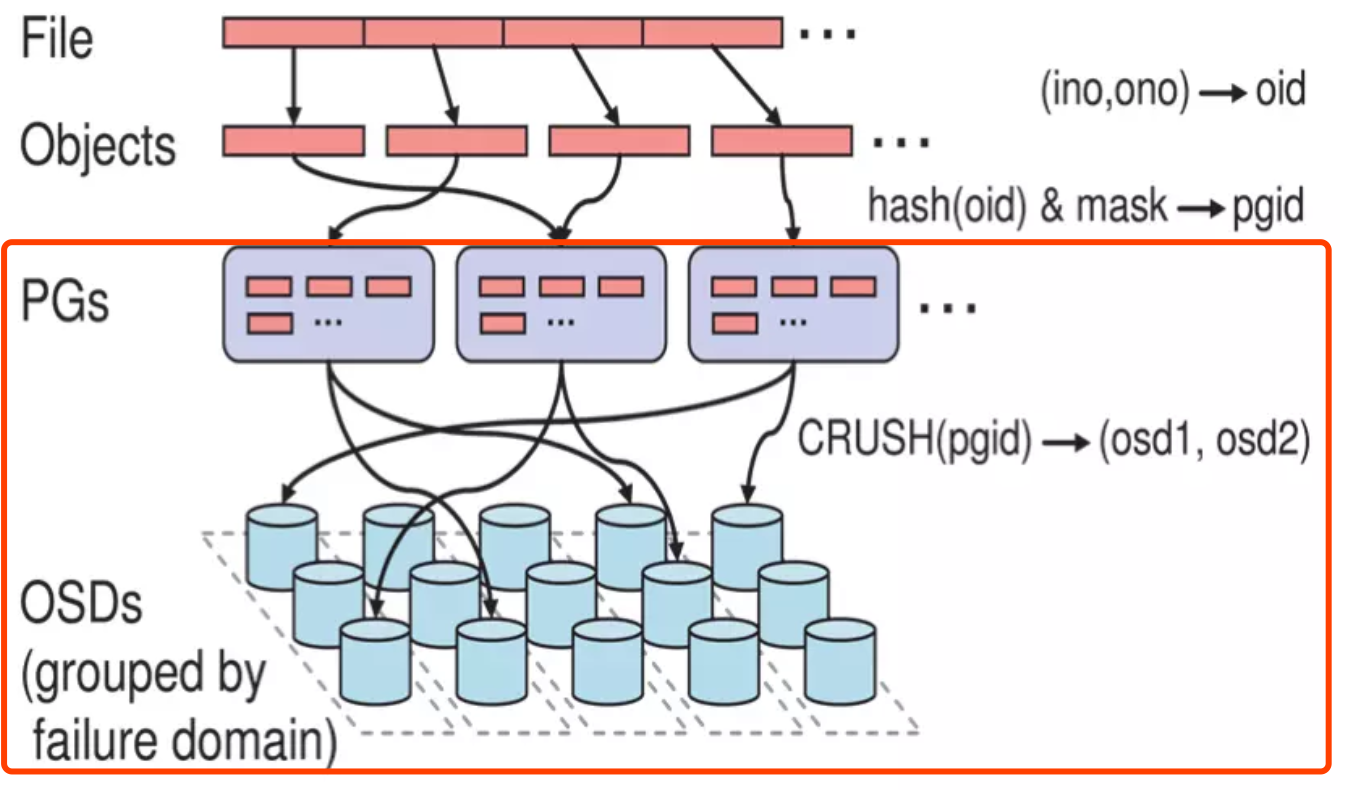 File
...
(ino,ono) → oid
Objects
...
hash(oid) & mask → pgid
PGs
...
...
...
...
CRUSH(pgid) → (osd1, osd2)
OSDs
(grouped by
failure domain)